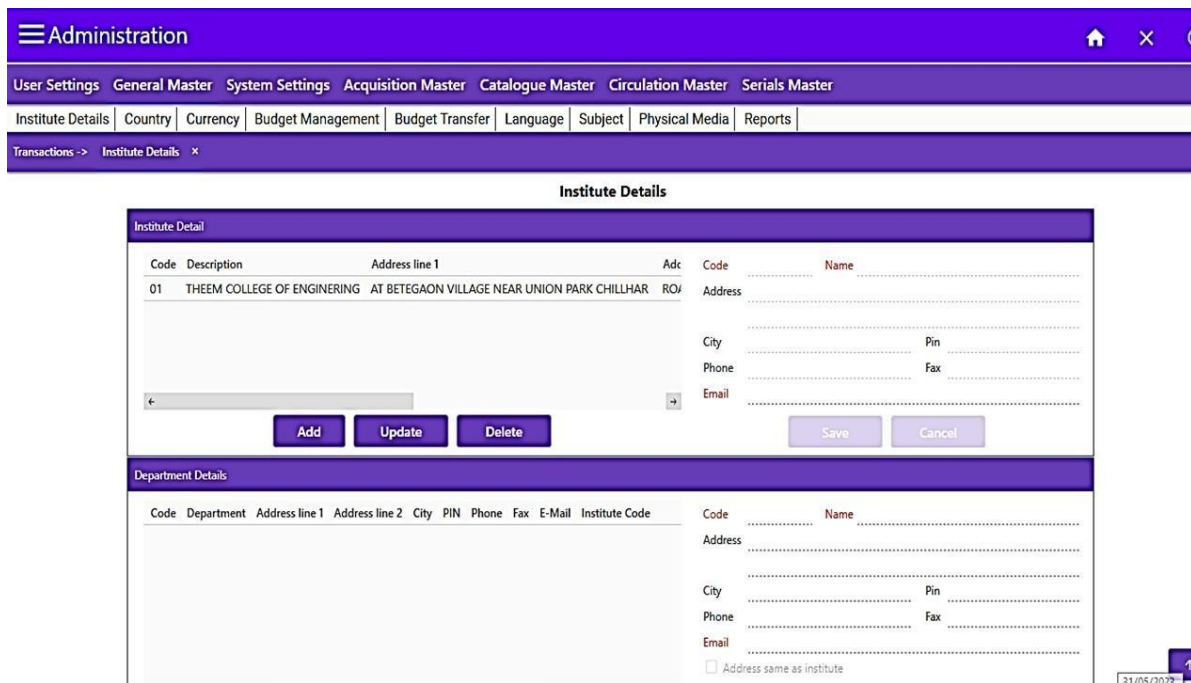 Administration
User Settings General Master System Settings Acquisition Master Catalogue Master Circulation Master Serials Master
Institute Details Country Currency Budget Management Budget Transfer Language Subject Physical Media Reports
Transactions -> Institute Details ×
Institute Details
Institute Detail
Code Description Address line 1 Adc
01 THEEM COLLEGE OF ENGINERING AT BETEGAON VILLAGE NEAR UNION PARK CHILLHAR ROA
Code Name
Address
City Pin
Phone Fax
Email
Add Update Delete
Save Cancel
Department Details
Code Department Address line 1 Address line 2 City PIN Phone Fax E-Mail Institute Code
Code Name
Address
City Pin
Phone Fax
Email
Address same as institute
31/05/2023